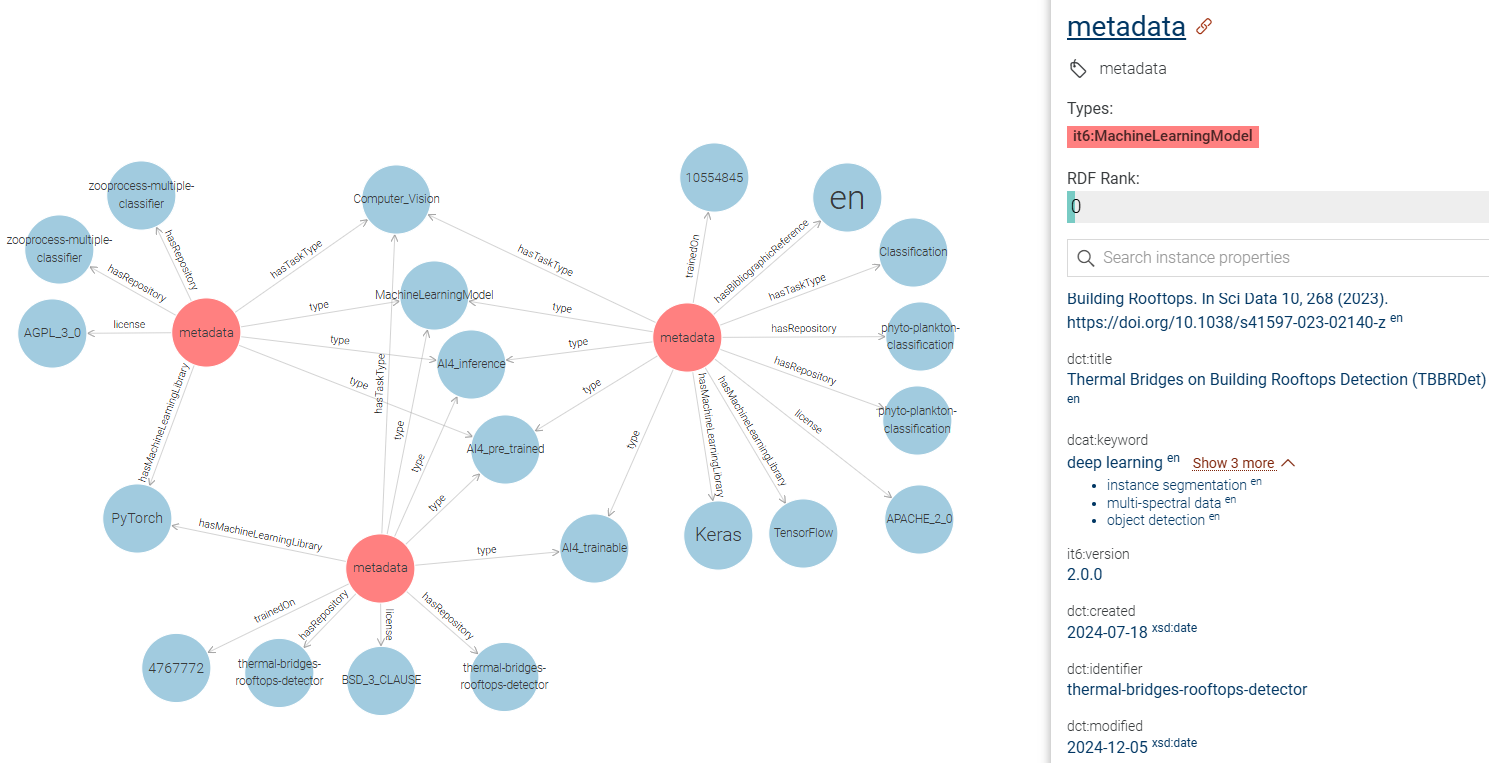 zooprocess-multiple-
classifier
zooprocess-multiple-
classifier
AGPL_3_0
metadata
PyTorch
Computer_Vision
MachineLearningModel
AI4_inference
AI4_pre_trained
AI4_trainable
metadata
10554845
en
Classification
phyto-plankton-
classification
phyto-plankton-
classification
APACHE_2_0
TensorFlow
Keras
metadata
4767772
thermal-bridges-
rooftops-detector
BSD_3_CLAUSE
thermal-bridges-
rooftops-detector
hasRepository
hasRepository
license
hasMachineLearningLibrary
hasTaskType
type
type
type
hasTaskType
type
type
type
type
trainedOn
hasBibliographicReference
hasTaskType
hasRepository
hasRepository
license
hasMachineLearningLibrary
hasMachineLearningLibrary
hasTaskType
type
type
type
type
hasMachineLearningLibrary
trainedOn
hasRepository
license
hasRepository
metadata
metadata
Types:
it6:MachineLearningModel
RDF Rank:
0
Search instance properties
Building Rooftops. In Sci Data 10, 268 (2023).
https://doi.org/10.1038/s41597-023-02140-z en
dct:title
Thermal Bridges on Building Rooftops Detection (TBBRDet)
en
dcat:keyword
deep learning en Show 3 more
• instance segmentation en
• multi-spectral data en
• object detection en
it6:version
2.0.0
dct:created
2024-07-18 xsd:date
dct:identifier
thermal-bridges-rooftops-detector
dct:modified
2024-12-05 xsd:date